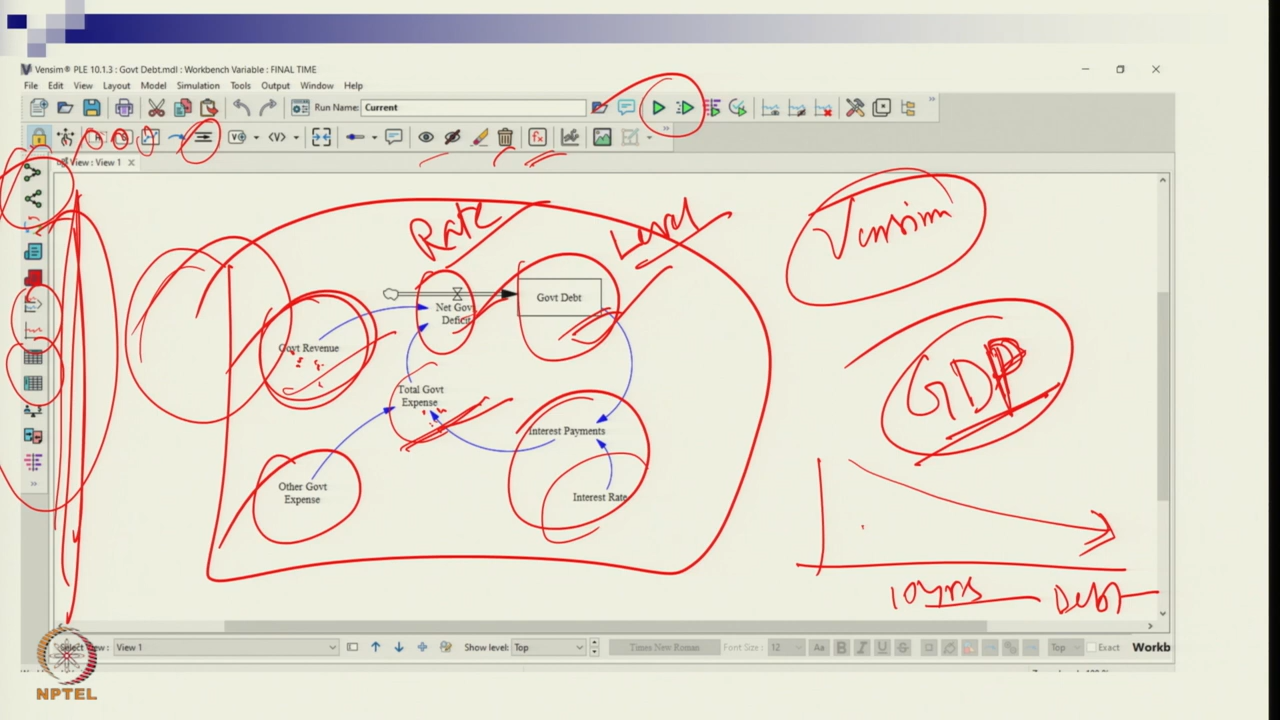 Vensim® PLE 10.1.3 : Govt Debt.mdl : Workbench Variable : FINAL TIME
File Edit View Layout Model Simulation Tools Output Window Help
Run Name: Current
View : View 1
Vensim
Rate
Level
Govt Debt
Net Govt
Deficit
Govt Revenue
GDP
Total Govt
Expense
Interest Payments
Other Govt
Expense
Interest Rate
10yrs Debt
View : View 1 Show level: Top Times New Roman Font Size: 12 Aa B I U S Top Exact Workb
NPTEL